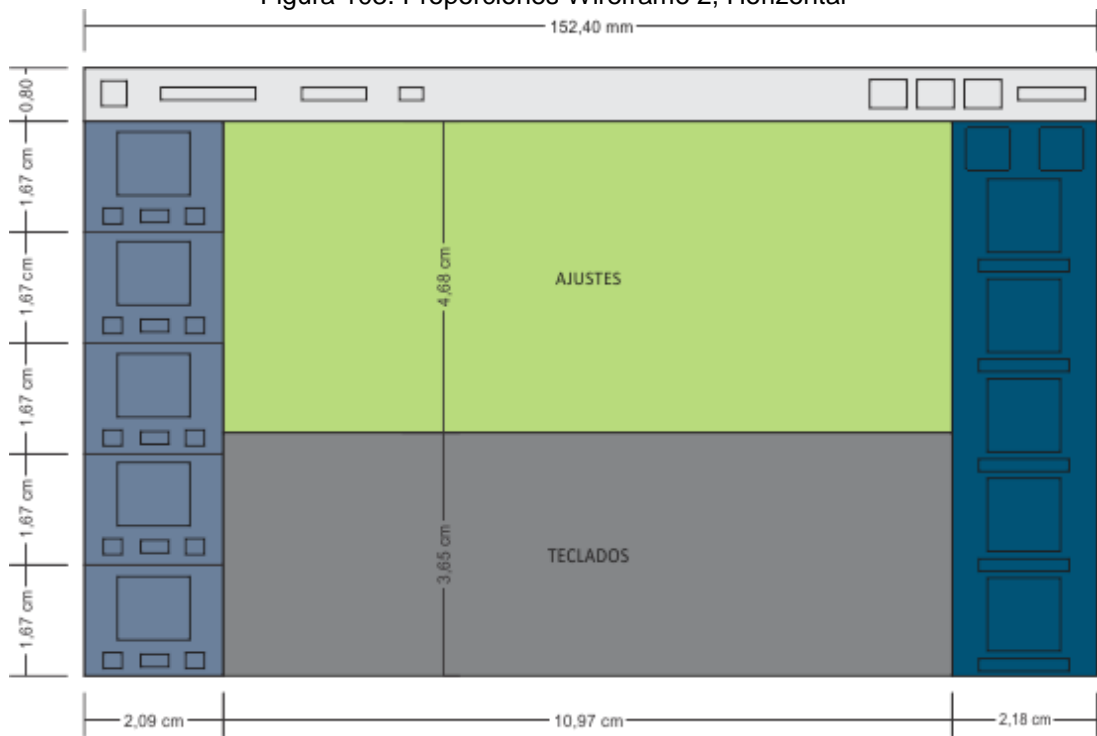 Figura 108. Proporciones Wireframe 2, Horizontal
152,40 mm
0,80
1,67 cm
1,67 cm
1,67 cm
1,67 cm
1,67 cm
4,68 cm
AJUSTES
3,65 cm
TECLADOS
2,09 cm
10,97 cm
2,18 cm